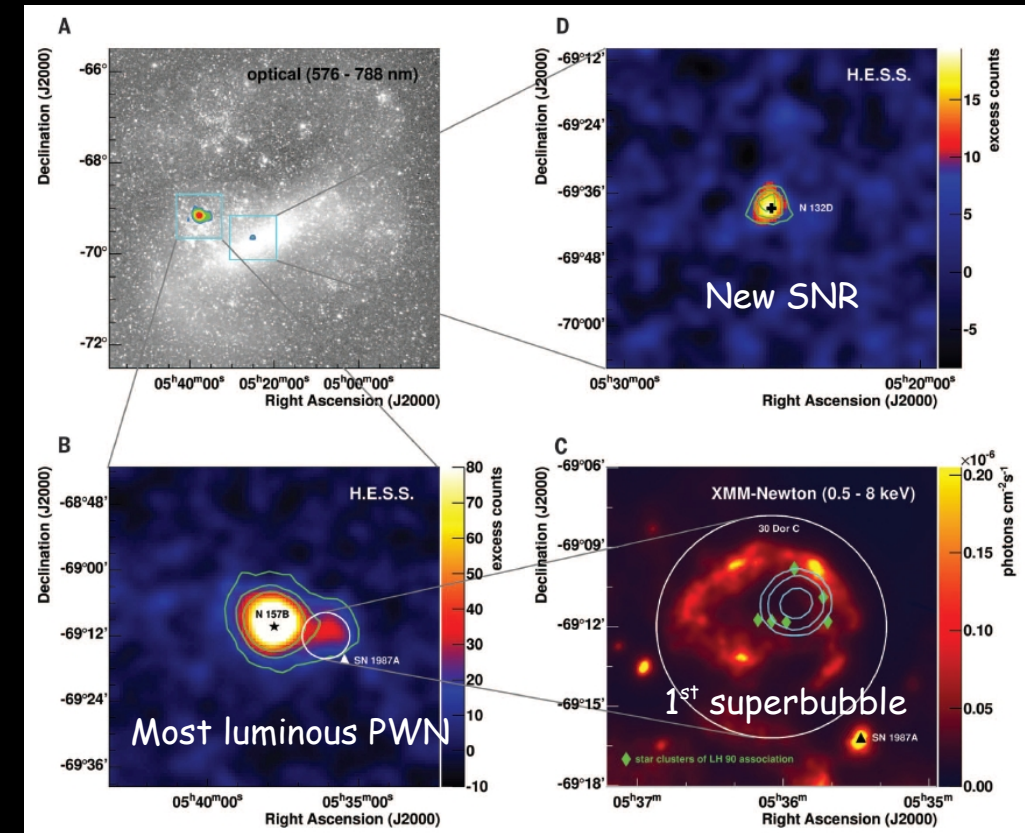 A
Declination (J2000)
-66°
-68°
-70°
-72°
optical (576 - 788 nm)
05ʰ40ᵐ00ˢ 05ʰ20ᵐ00ˢ 05ʰ00ᵐ00ˢ
Right Ascension (J2000)
D
Declination (J2000)
-69°12'
-69°24'
-69°36'
-69°48'
-70°00'
H.E.S.S.
N 132D
New SNR
05ʰ30ᵐ00ˢ 05ʰ20ᵐ00ˢ
Right Ascension (J2000)
15
10
5
0
-5
excess counts
B
Declination (J2000)
-68°48'
-69°00'
-69°12'
-69°24'
-69°36'
H.E.S.S.
N 157B
SN 1987A
Most luminous PWN
05ʰ40ᵐ00ˢ 05ʰ35ᵐ00ˢ
Right Ascension (J2000)
80
70
60
50
40
30
20
10
0
-10
excess counts
C
Declination (J2000)
-69°06'
-69°09'
-69°12'
-69°15'
-69°18'
XMM-Newton (0.5 - 8 keV)
30 Dor C
1st superbubble
SN 1987A
star clusters of LH 90 association
05ʰ37ᵐ 05ʰ36ᵐ 05ʰ35ᵐ
Right Ascension (J2000)
×10⁻⁶
0.20
0.15
0.10
0.05
0.00
photons cm⁻²s⁻¹